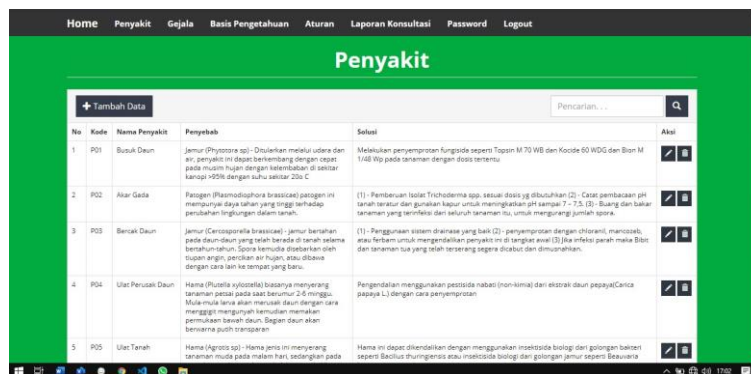 Home Penyakit Gejala Basis Pengetahuan Aturan Laporan Konsultasi Password Logout
Penyakit
Tambah Data
Pencarian...
No Kode Nama Penyakit Penyebab Solusi Aksi
1 P01 Busuk Daun
Jamur (Phytotora sp) - Ditularkan melalui udara dan
air, penyakit ini dapat berkembang dengan cepat
pada musim hujan dengan kelembaban di sekitar
kanopi >95% dengan suhu sekitar 20o C
Melakukan penyemprotan fungisida seperti Topsin M 70 WB dan Kocide 60 WDG dan Bion M
1/48 Wp pada tanaman dengan dosis tertentu
2 P02 Akar Gada
Patogen (Plasmodiophora brassicae) patogen ini
mempunyai daya tahan yang tinggi terhadap
perubahan lingkungan dalam tanah.
(1) - Pemberuan Isolat Trichoderma spp. sesuai dosis yg dibutuhkan (2) - Catat pembacaan pH
tanah teratur dan gunakan kapur untuk meningkatkan pH sampai 7 – 7,5. (3) - Buang dan bakar
tanaman yang terinfeksi dari seluruh tanaman itu, untuk mengurangi jumlah spora.
3 P03 Bercak Daun
Jamur (Cercosporella brassicae) - jamur bertahan
pada daun-daun yang telah berada di tanah selama
bertahun-tahun. Spora kemudia disebarkan oleh
tiupan angin, percikan air hujan, atau dibawa
dengan cara lain ke tempat yang baru.
(1) - Penggunaan sistem drainase yang baik (2) - penyemprotan dengan chloranil, mancozeb,
atau ferbam untuk mengendalikan penyakit ini di tangkat awal (3) Jika infeksi parah maka Bibit
dan tanaman tua yang telah terserang segera dicabut dan dimusnahkan.
4 P04 Ulat Perusak Daun
Hama (Plutella xylostella) biasanya menyerang
tanaman petsai pada saat berumur 2-6 minggu.
Mula-mula larva akan merusak daun dengan cara
menggigit mengunyah kemudian memakan
permukaan bawah daun. Bagian daun akan
berwarna putih transparan
Pengendalian menggunakan pestisida nabati (non-kimia) dari ekstrak daun pepaya(Carica
papaya L.) dengan cara penyemprotan
5 P05 Ulat Tanah
Hama (Agrotis sp) - Hama jenis ini menyerang
tanaman muda pada malam hari, sedangkan pada
Hama ini dapat dikendalikan dengan menggunakan insektisida biologi dari golongan bakteri
seperti Bacillus thuringiensis atau insektisida biologi dari golongan jamur seperti Beauvaria
17.02